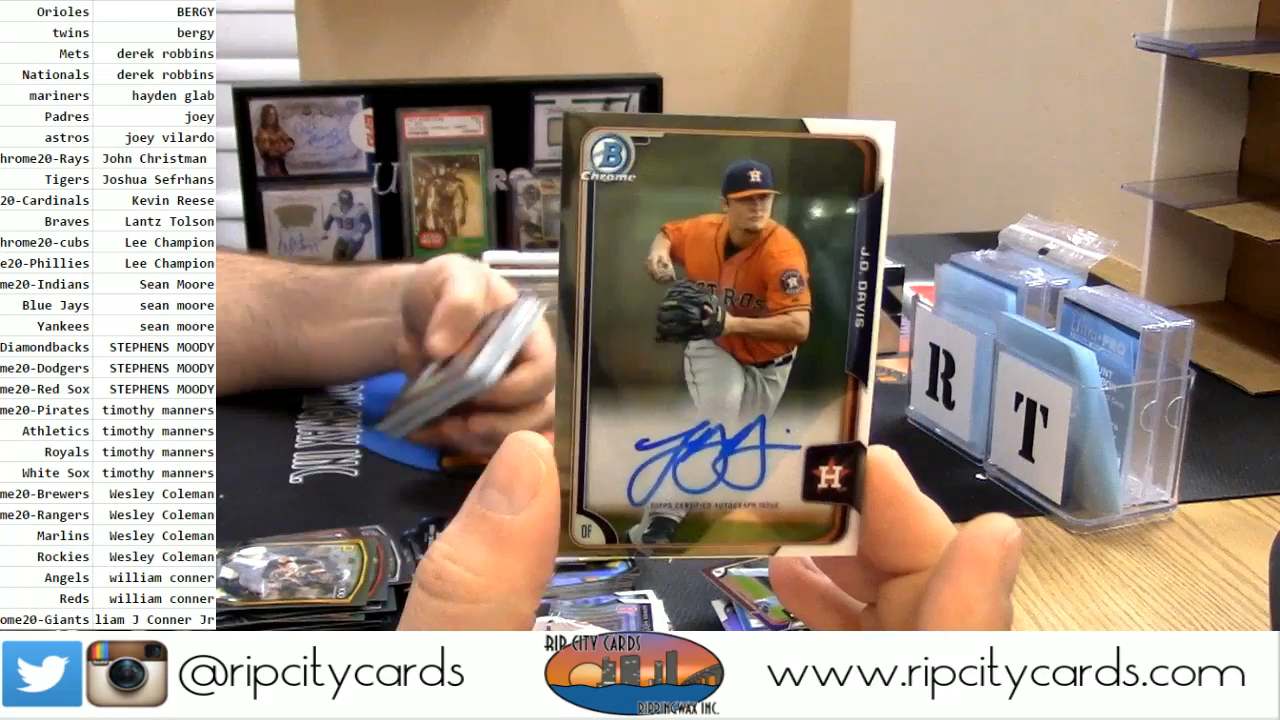 Orioles BERGY
twins bergy
Mets derek robbins
Nationals derek robbins
mariners hayden glab
Padres joey
astros joey vilardo
hrome20-Rays John Christman
Tigers Joshua Sefrhans
20-Cardinals Kevin Reese
Braves Lantz Tolson
hrome20-cubs Lee Champion
e20-Phillies Lee Champion
me20-Indians Sean Moore
Blue Jays sean moore
Yankees sean moore
Diamondbacks STEPHENS MOODY
me20-Dodgers STEPHENS MOODY
e20-Red Sox STEPHENS MOODY
me20-Pirates timothy manners
Athletics timothy manners
Royals timothy manners
White Sox timothy manners
me20-Brewers Wesley Coleman
me20-Rangers Wesley Coleman
Marlins Wesley Coleman
Rockies Wesley Coleman
Angels william conner
Reds william conner
ome20-Giants liam J Conner Jr
B
Chrome
H
J.D. DAVIS
TOPPS CERTIFIED AUTOGRAPH ISSUE
H
OF
R
T
@ripcitycards
RIP CITY CARDS
RIPPINGWAX INC.
www.ripcitycards.com